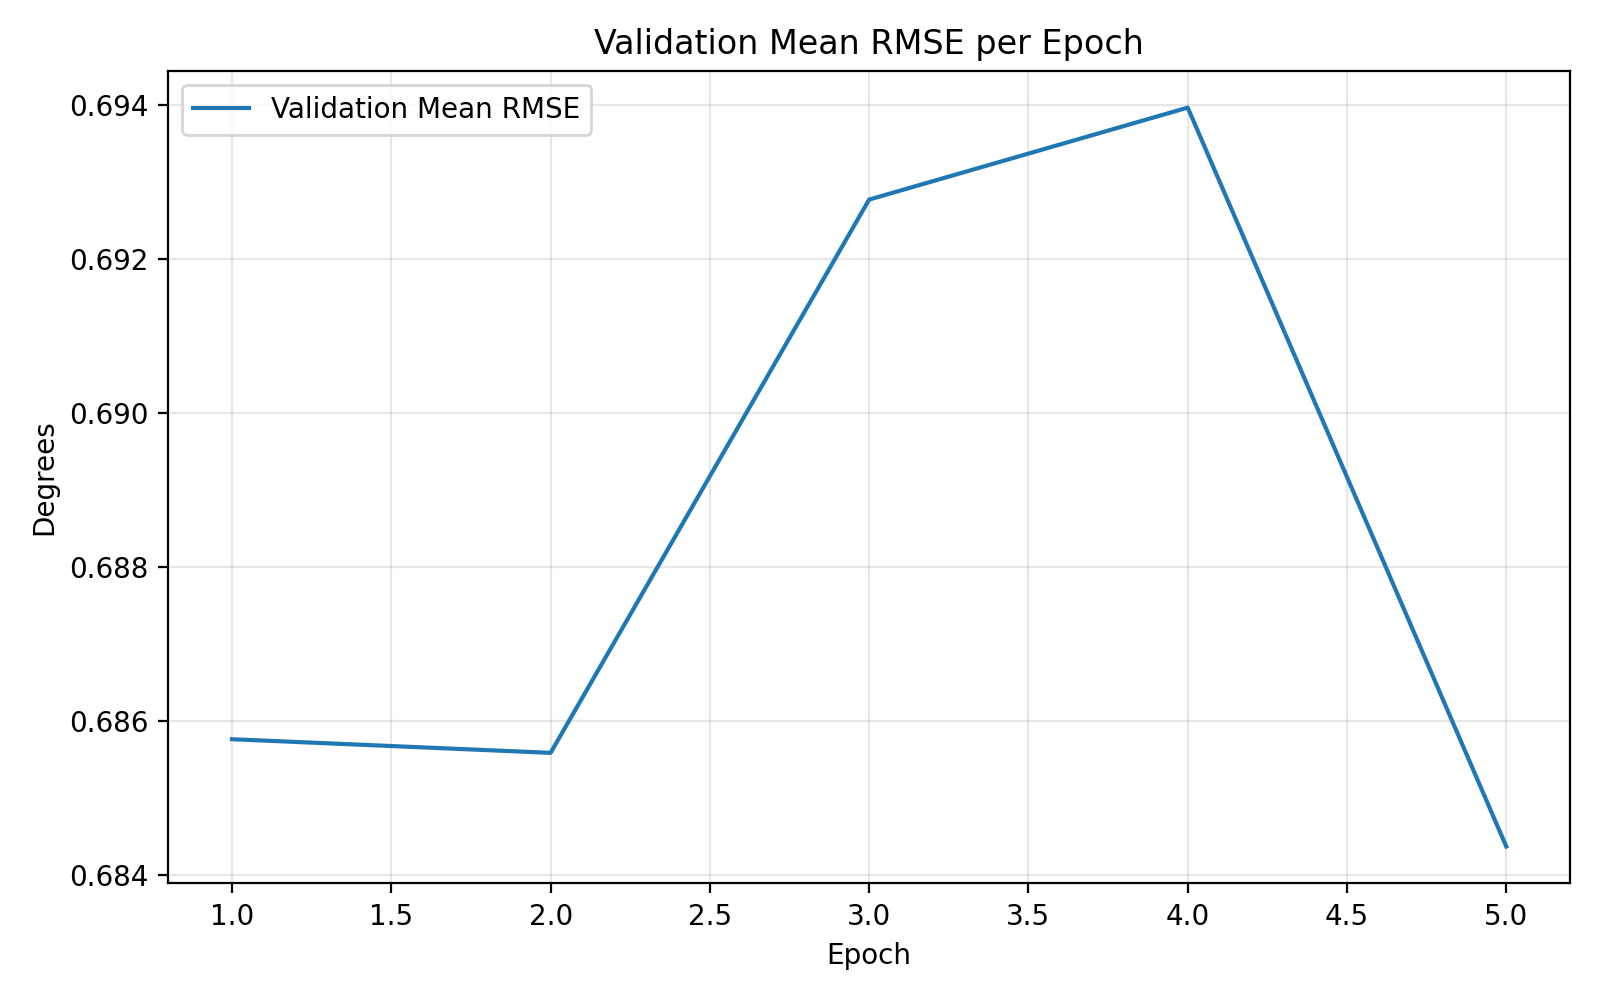 Validation Mean RMSE per Epoch
Validation Mean RMSE
0.694
0.692
0.690
0.688
0.686
0.684
Degrees
1.0 1.5 2.0 2.5 3.0 3.5 4.0 4.5 5.0
Epoch